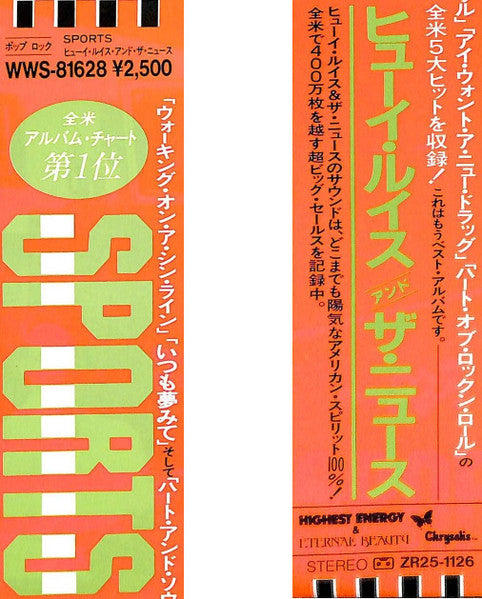 ポップ ロック
SPORTS
ヒューイ・ルイス・アンド・ザ・ニュース
WWS-81628 ¥2,500
全米
アルバム・チャート
第1位
「ウォーキング・オン・ア・シン・ライン」「いつも夢みて」そして「ハート・アンド・ソウ
SPORTS
ル」「アイ・ウォント・ア・ニュー・ドラッグ」「ハート・オブ・ロックン・ロール」の
全米5大ヒットを収録! これはもうベスト・アルバムです。
ヒューイ・ルイス アンド ザ・ニュース
ヒューイ・ルイス&ザ・ニュースのサウンドは、どこまでも陽気なアメリカン・スピリット100%!
全米で400万枚を越す超ビッグ・セールスを記録中。
HIGHEST ENERGY
&
ETERNAL BEAUTY
Chrysalis
STEREO ZR25-1126